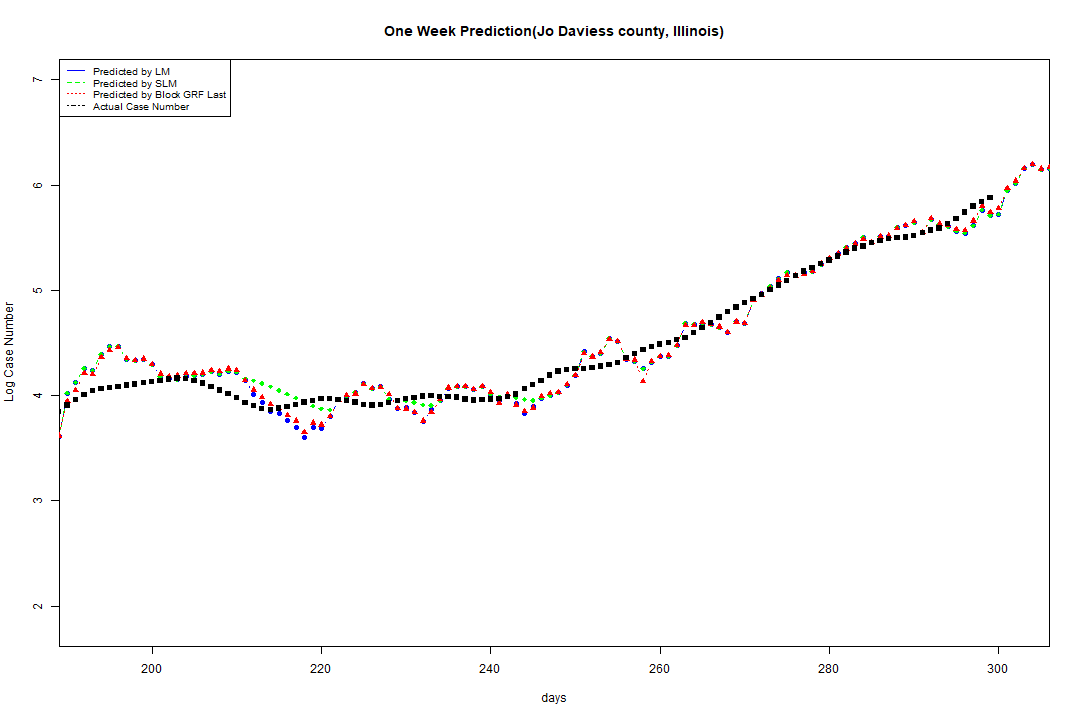 One Week Prediction(Jo Daviess county, Illinois)
Predicted by LM
Predicted by SLM
Predicted by Block GRF Last
Actual Case Number
7
6
5
4
3
2
Log Case Number
200 220 240 260 280 300
days